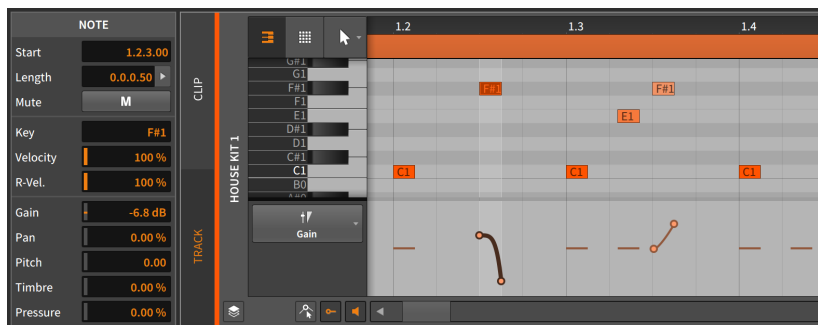 NOTE
Start 1.2.3.00
Length 0.0.0.50
Mute M
Key F#1
Velocity 100 %
R-Vel. 100 %
Gain -6.8 dB
Pan 0.00 %
Pitch 0.00
Timbre 0.00 %
Pressure 0.00 %
CLIP
TRACK
HOUSE KIT 1
1.2 1.3 1.4
G#1
G1
F#1 F#1 F#1
F1
E1 E1
D#1
D1
C#1
C1 C1 C1 C1
B0
A#0
Gain